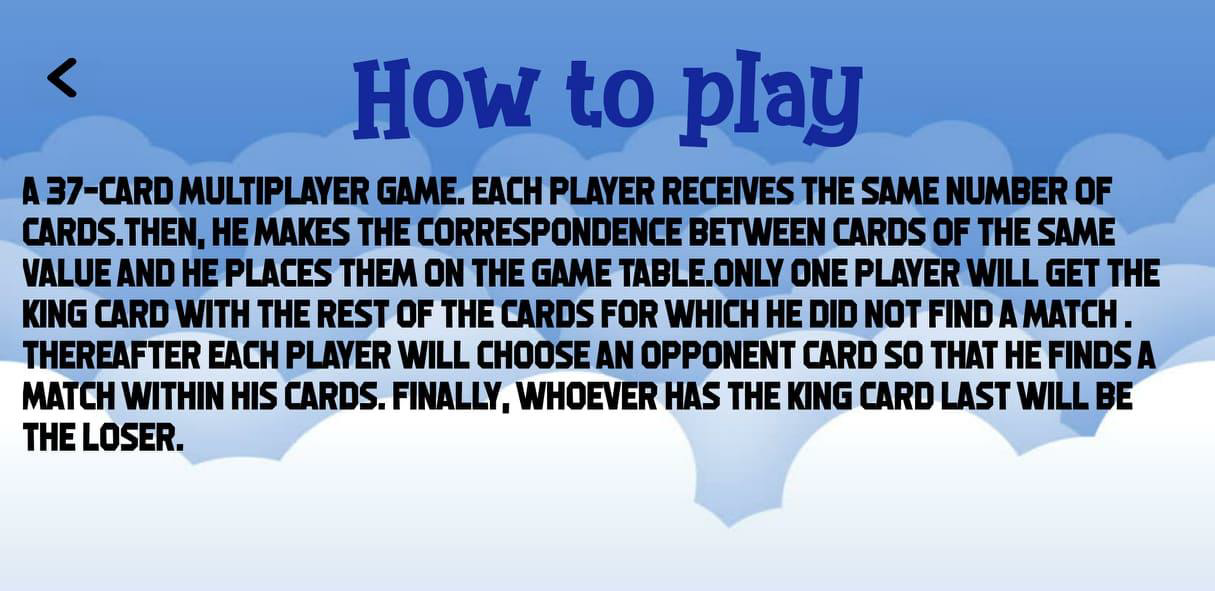 How to play
A 37-CARD MULTIPLAYER GAME. EACH PLAYER RECEIVES THE SAME NUMBER OF
CARDS.THEN, HE MAKES THE CORRESPONDENCE BETWEEN CARDS OF THE SAME
VALUE AND HE PLACES THEM ON THE GAME TABLE.ONLY ONE PLAYER WILL GET THE
KING CARD WITH THE REST OF THE CARDS FOR WHICH HE DID NOT FIND A MATCH .
THEREAFTER EACH PLAYER WILL CHOOSE AN OPPONENT CARD SO THAT HE FINDS A
MATCH WITHIN HIS CARDS. FINALLY, WHOEVER HAS THE KING CARD LAST WILL BE
THE LOSER.